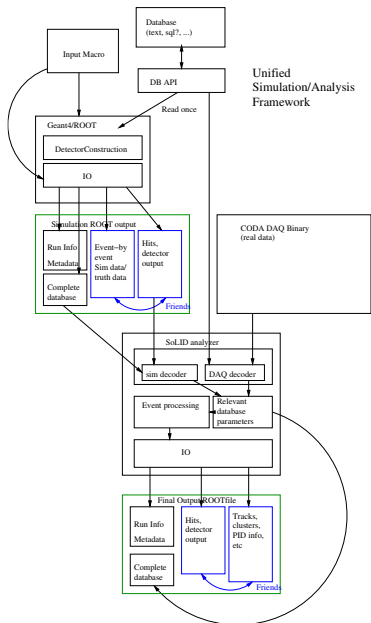 Database
(text, sql?, ...)
Input Macro
DB API
Unified
Simulation/Analysis
Framework
Read once
Geant4/ROOT
DetectorConstruction
IO
Simulation ROOT output
Run Info
Metadata
Event-by
event
Sim data/
truth data
Hits,
detector
output
Complete
database
Friends
CODA DAQ Binary
(real data)
SoLID analyzer
sim decoder
DAQ decoder
Event processing
Relevant
database
parameters
IO
Final Output ROOTfile
Run Info
Metadata
Hits,
detector
output
Tracks,
clusters,
PID info,
etc
Complete
database
Friends